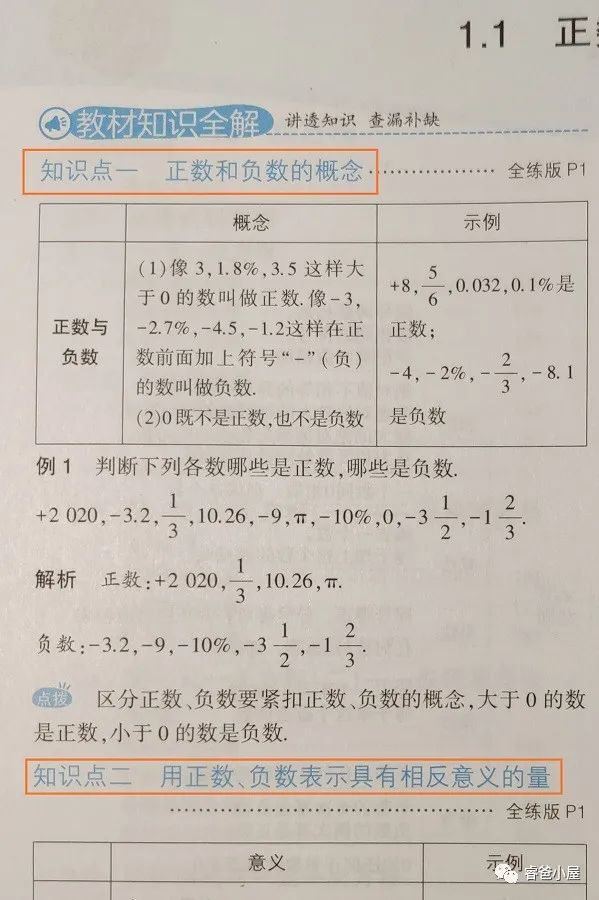 1.1 正
教材知识全解 讲透知识 查漏补缺
知识点一 正数和负数的概念 ……………… 全练版 P1
概念 示例
正数与
负数
(1)像 3,1.8%,3.5 这样大
于 0 的数叫做正数.像-3,
-2.7%,-4.5,-1.2这样在正
数前面加上符号“-”(负)
的数叫做负数.
(2)0 既不是正数,也不是负数
+8,5/6,0.032,0.1%是
正数;
-4,-2%,-2/3,-8.1
是负数
例 1 判断下列各数哪些是正数,哪些是负数.
+2 020,-3.2,1/3,10.26,-9,π,-10%,0,-3 1/2,-1 2/3.
解析 正数:+2 020,1/3,10.26,π.
负数:-3.2,-9,-10%,-3 1/2,-1 2/3.
点拨 区分正数、负数要紧扣正数、负数的概念,大于 0 的数
是正数,小于 0 的数是负数.
知识点二 用正数、负数表示具有相反意义的量
……………………………………… 全练版 P1
意义 示例
睿爸小屋